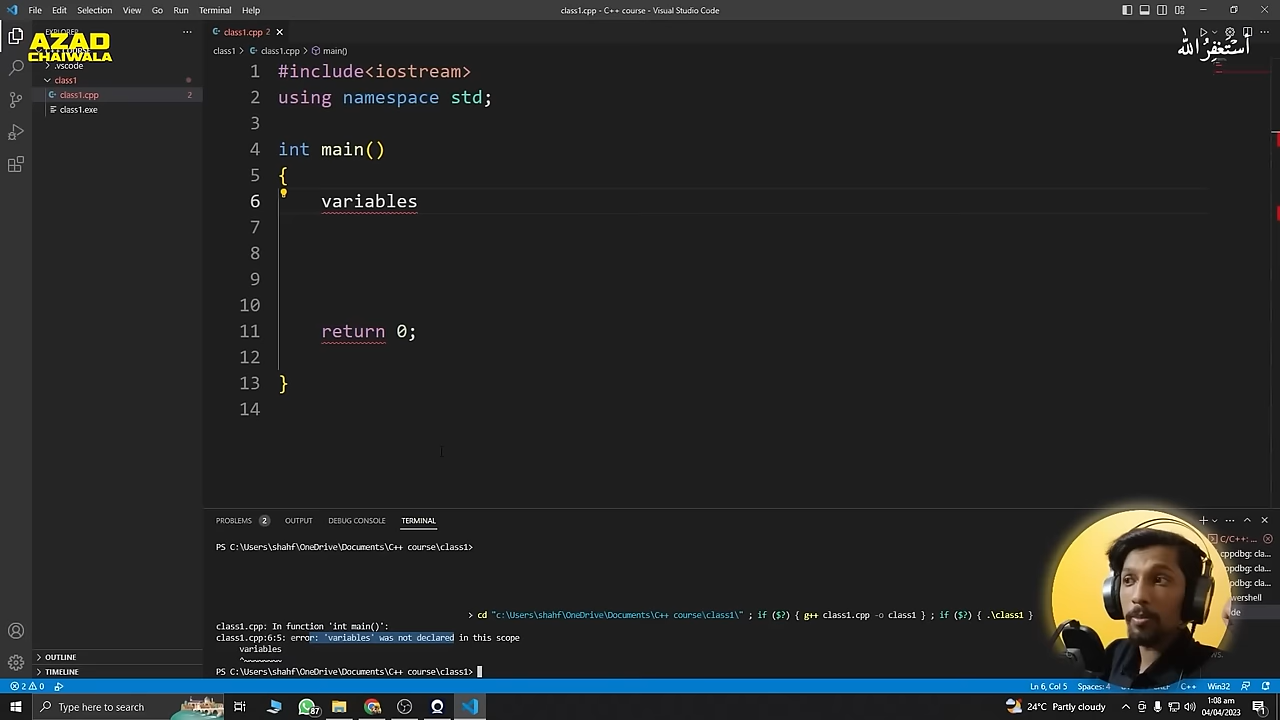 File Edit Selection View Go Run Terminal Help
class1.cpp - C++ course - Visual Studio Code
EXPLORER
AZAD
CHAIWALA
أستغفر الله
.vscode
class1
class1.cpp 2
class1.exe
class1.cpp 2
class1 > class1.cpp > main()
1 #include<iostream>
2 using namespace std;
3
4 int main()
5 {
6 variables
7
8
9
10
11 return 0;
12
13 }
14
PROBLEMS 2 OUTPUT DEBUG CONSOLE TERMINAL
PS C:\Users\shahf\OneDrive\Documents\C++ course\class1>
> cd "c:\Users\shahf\OneDrive\Documents\C++ course\class1\" ; if ($?) { g++ class1.cpp -o class1 } ; if ($?) { .\class1 }
class1.cpp: In function 'int main()':
class1.cpp:6:5: error: 'variables' was not declared in this scope
variables
^~~~~~~~~
PS C:\Users\shahf\OneDrive\Documents\C++ course\class1>
C/C++: ...
cppdbg: cla...
cppdbg: cla...
cppdbg: cla...
OUTLINE
TIMELINE
2 0
Ln 6, Col 5 Spaces: 4 C++ Win32
Type here to search
87
24°C Partly cloudy
1:08 am
04/04/2023